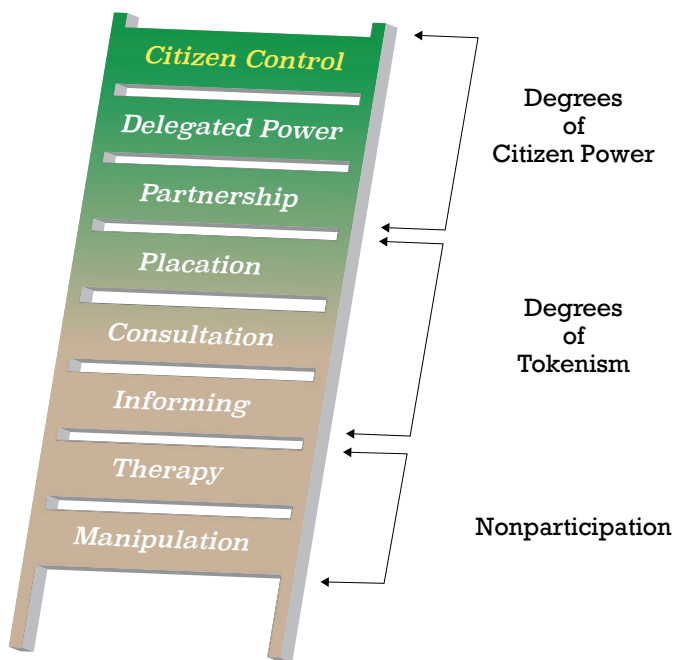 Citizen Control
Delegated Power
Partnership
Placation
Consultation
Informing
Therapy
Manipulation
Degrees
of
Citizen Power
Degrees
of
Tokenism
Nonparticipation